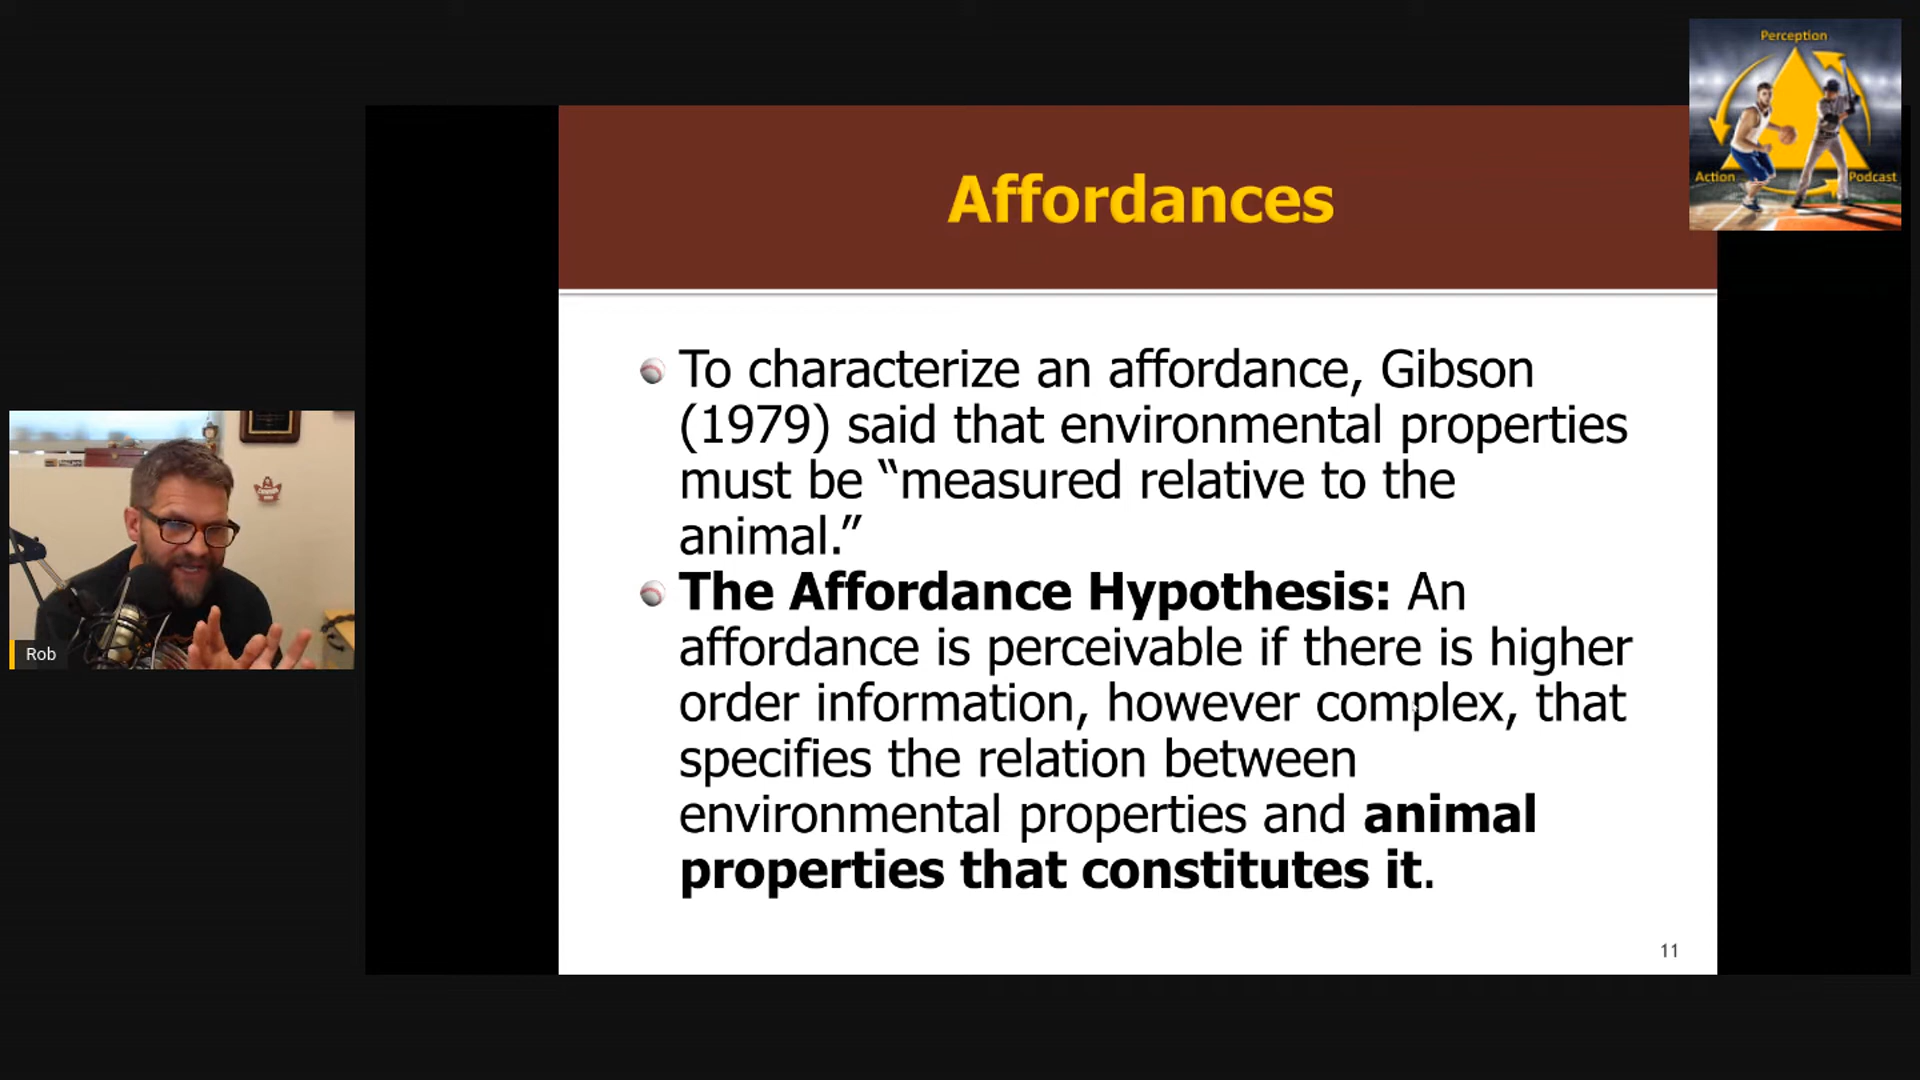 Perception
Action
Podcast
Affordances
To characterize an affordance, Gibson
(1979) said that environmental properties
must be “measured relative to the
animal.”
The Affordance Hypothesis: An
affordance is perceivable if there is higher
order information, however complex, that
specifies the relation between
environmental properties and animal
properties that constitutes it.
11
Rob